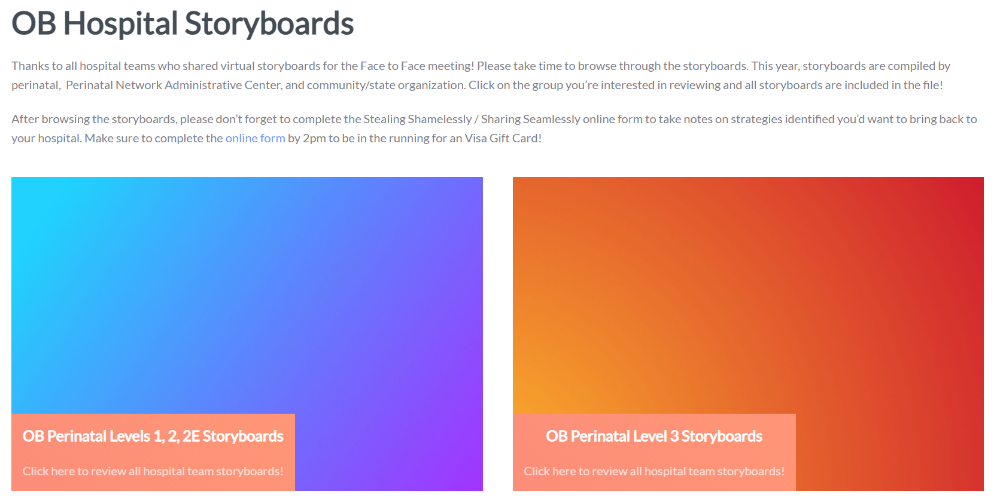 OB Hospital Storyboards
Thanks to all hospital teams who shared virtual storyboards for the Face to Face meeting! Please take time to browse through the storyboards. This year, storyboards are compiled by
perinatal,  Perinatal Network Administrative Center, and community/state organization. Click on the group you’re interested in reviewing and all storyboards are included in the file!
After browsing the storyboards, please don’t forget to complete the Stealing Shamelessly / Sharing Seamlessly online form to take notes on strategies identified you’d want to bring back to
your hospital. Make sure to complete the online form by 2pm to be in the running for an Visa Gift Card!
OB Perinatal Levels 1, 2, 2E Storyboards
Click here to review all hospital team storyboards!
OB Perinatal Level 3 Storyboards
Click here to review all hospital team storyboards!